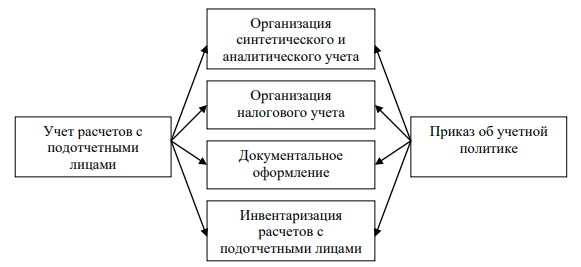 Организация
синтетического и
аналитического учета
Организация
налогового учета
Учет расчетов с
подотчетными
лицами
Приказ об учетной
политике
Документальное
оформление
Инвентаризация
расчетов с
подотчетными лицами